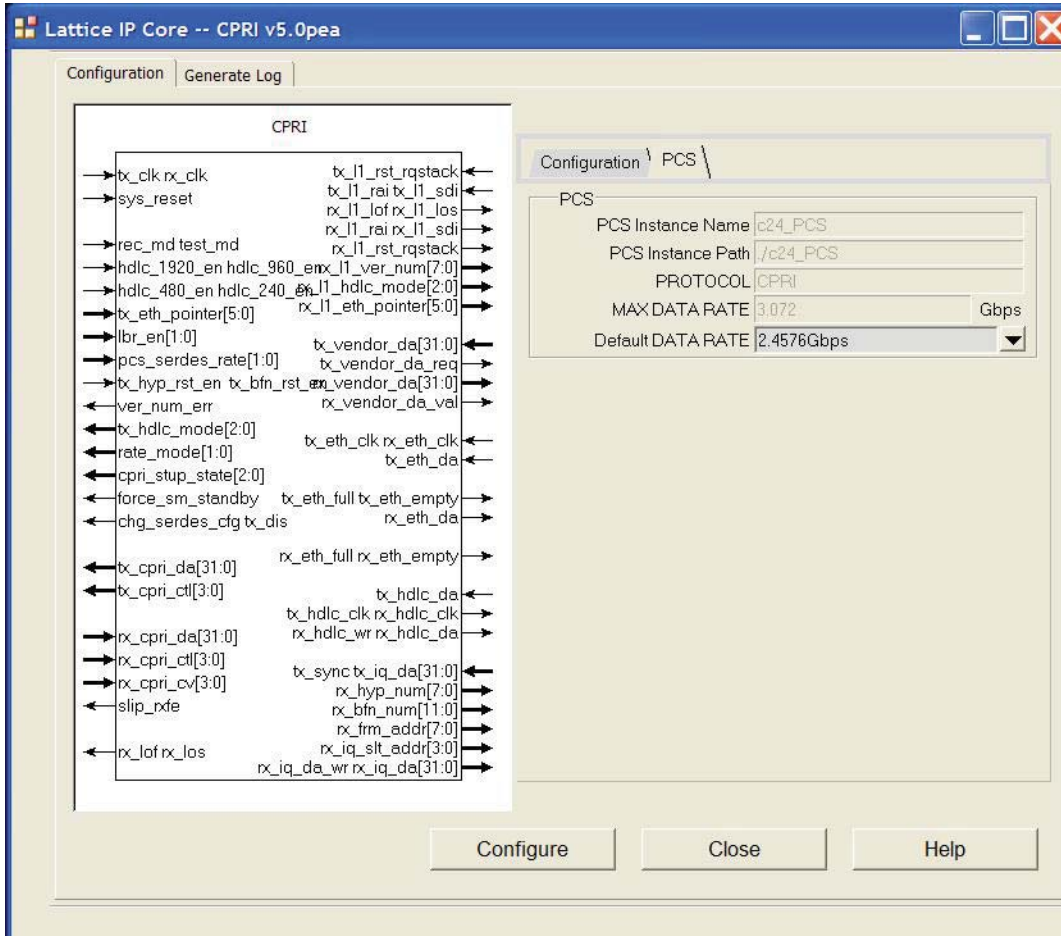 Lattice IP Core -- CPRI v5.0pea
Configuration Generate Log
CPRI
tx_clk rx_clk
sys_reset
rec_md test_md
hdlc_1920_en hdlc_960_en
hdlc_480_en hdlc_240_en
tx_eth_pointer[5:0]
lbr_en[1:0]
pcs_serdes_rate[1:0]
tx_hyp_rst_en tx_bfn_rst_en
ver_num_err
tx_hdlc_mode[2:0]
rate_mode[1:0]
cpri_stup_state[2:0]
force_sm_standby
chg_serdes_cfg tx_dis
tx_cpri_da[31:0]
tx_cpri_ctl[3:0]
rx_cpri_da[31:0]
rx_cpri_ctl[3:0]
rx_cpri_cv[3:0]
slip_rxfe
rx_lof rx_los
tx_l1_rst_rqstack
tx_l1_rai tx_l1_sdi
rx_l1_lof rx_l1_los
rx_l1_rai rx_l1_sdi
rx_l1_rst_rqstack
rx_l1_ver_num[7:0]
rx_l1_hdlc_mode[2:0]
rx_l1_eth_pointer[5:0]
tx_vendor_da[31:0]
tx_vendor_da_req
rx_vendor_da[31:0]
rx_vendor_da_val
tx_eth_clk rx_eth_clk
tx_eth_da
tx_eth_full tx_eth_empty
rx_eth_da
rx_eth_full rx_eth_empty
tx_hdlc_da
tx_hdlc_clk rx_hdlc_clk
rx_hdlc_wr rx_hdlc_da
tx_sync tx_iq_da[31:0]
rx_hyp_num[7:0]
rx_bfn_num[11:0]
rx_frm_addr[7:0]
rx_iq_slt_addr[3:0]
rx_iq_da_wr rx_iq_da[31:0]
Configuration PCS
PCS
PCS Instance Name c24_PCS
PCS Instance Path ./c24_PCS
PROTOCOL CPRI
MAX DATA RATE 3.072 Gbps
Default DATA RATE 2.4576Gbps
Configure Close Help